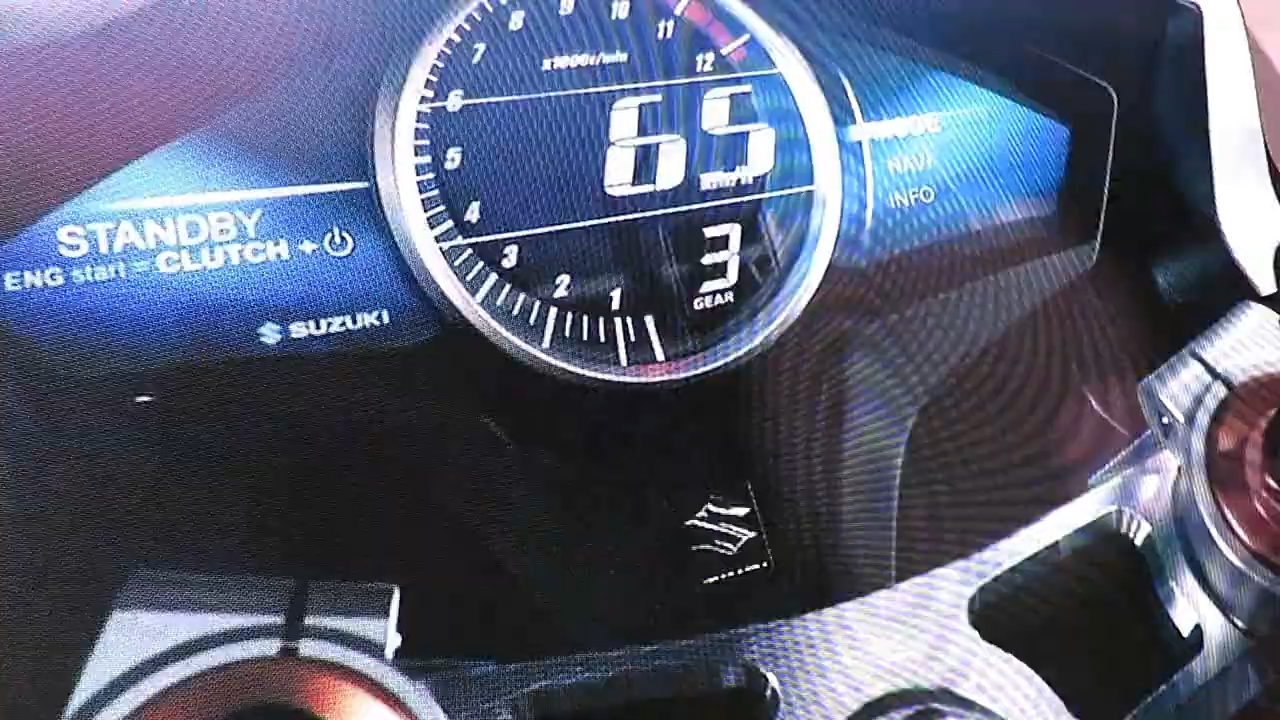 8
9
10
11
12
7
x1000r/min
6
65
km/h
5
4
3
2
1
3
GEAR
STANDBY
ENG start = CLUTCH +
SUZUKI
MODE
NAVI
INFO